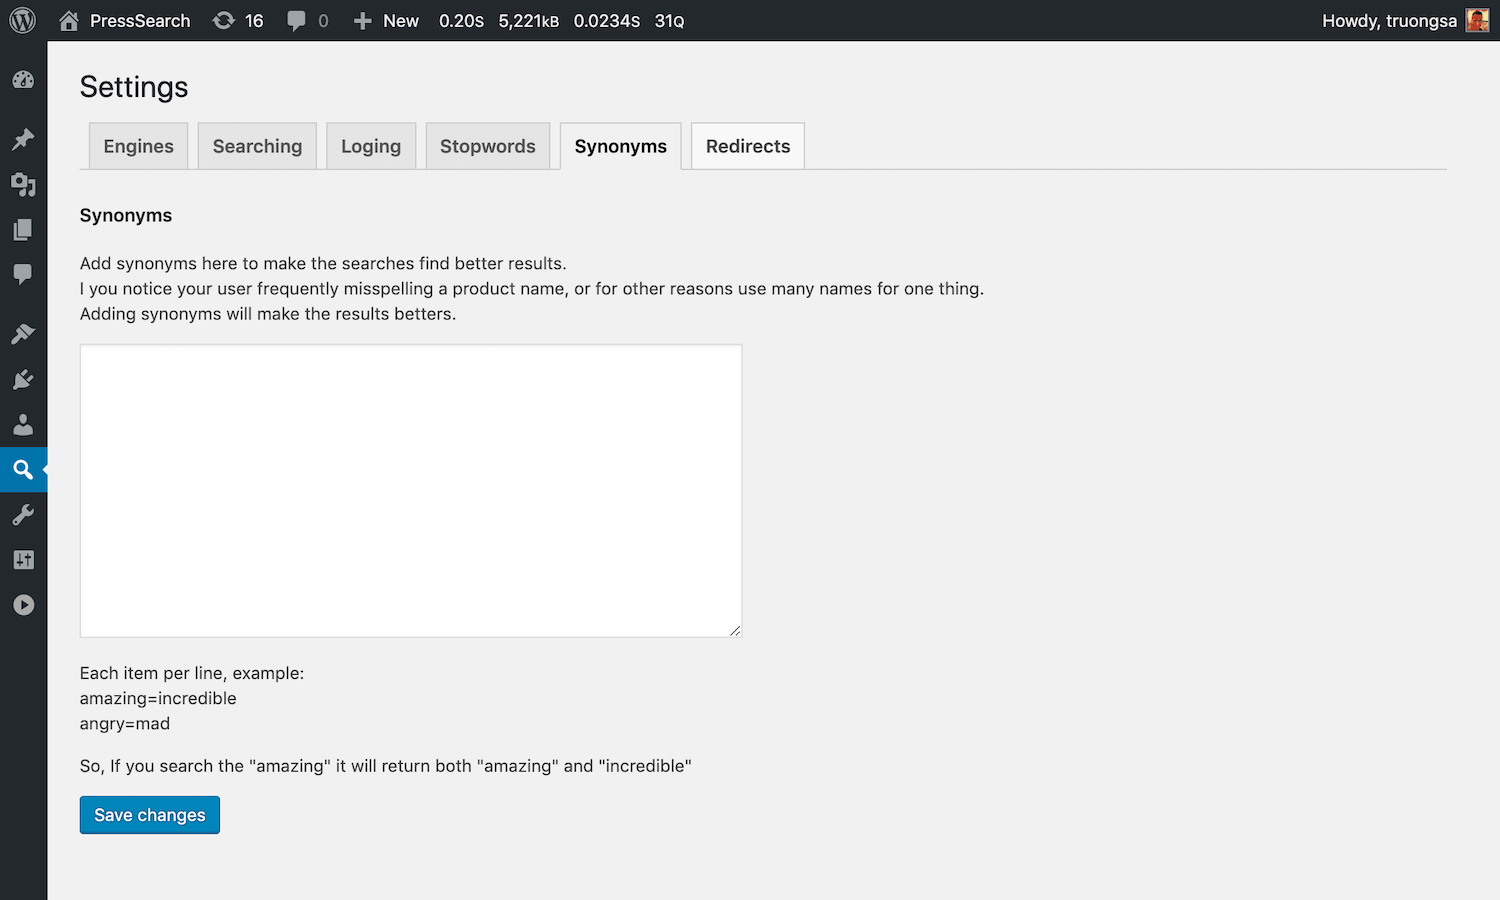 PressSearch 16 0 New 0.20S 5,221KB 0.0234S 31Q Howdy, truongsa
Settings
Engines Searching Loging Stopwords Synonyms Redirects
Synonyms
Add synonyms here to make the searches find better results.
I you notice your user frequently misspelling a product name, or for other reasons use many names for one thing.
Adding synonyms will make the results betters.
Each item per line, example:
amazing=incredible
angry=mad
So, If you search the "amazing" it will return both "amazing" and "incredible"
Save changes